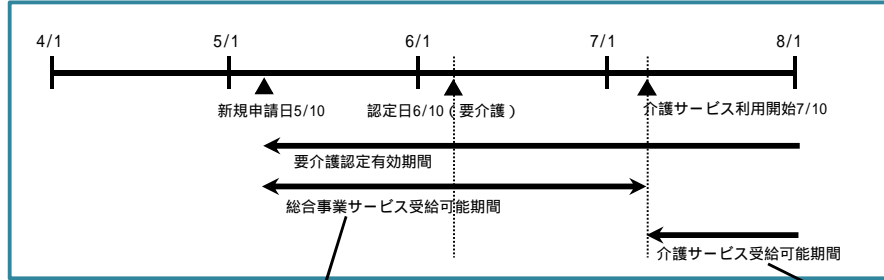 4/1 5/1 6/1 7/1 8/1
新規申請日5/10 認定日6/10（要介護） 介護サービス利用開始7/10
要介護認定有効期間
総合事業サービス受給可能期間
介護サービス受給可能期間